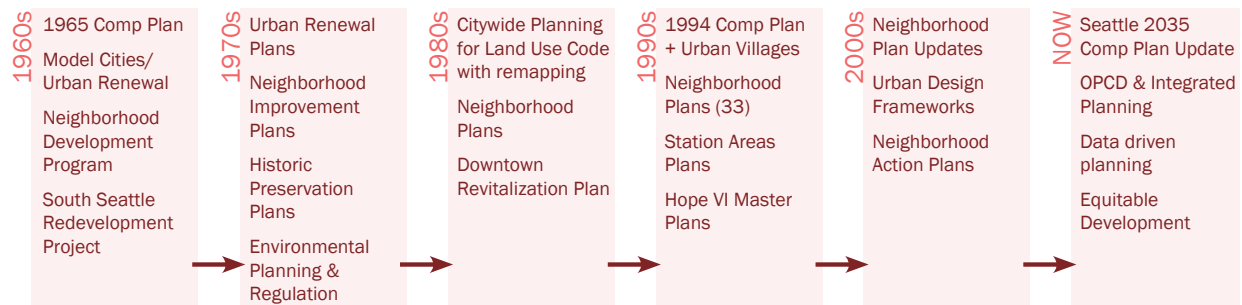 1960s
1965 Comp Plan
Model Cities/
Urban Renewal
Neighborhood
Development
Program
South Seattle
Redevelopment
Project
1970s
Urban Renewal
Plans
Neighborhood
Improvement
Plans
Historic
Preservation
Plans
Environmental
Planning &
Regulation
1980s
Citywide Planning
for Land Use Code
with remapping
Neighborhood
Plans
Downtown
Revitalization Plan
1990s
1994 Comp Plan
+ Urban Villages
Neighborhood
Plans (33)
Station Areas
Plans
Hope VI Master
Plans
2000s
Neighborhood
Plan Updates
Urban Design
Frameworks
Neighborhood
Action Plans
NOW
Seattle 2035
Comp Plan Update
OPCD & Integrated
Planning
Data driven
planning
Equitable
Development